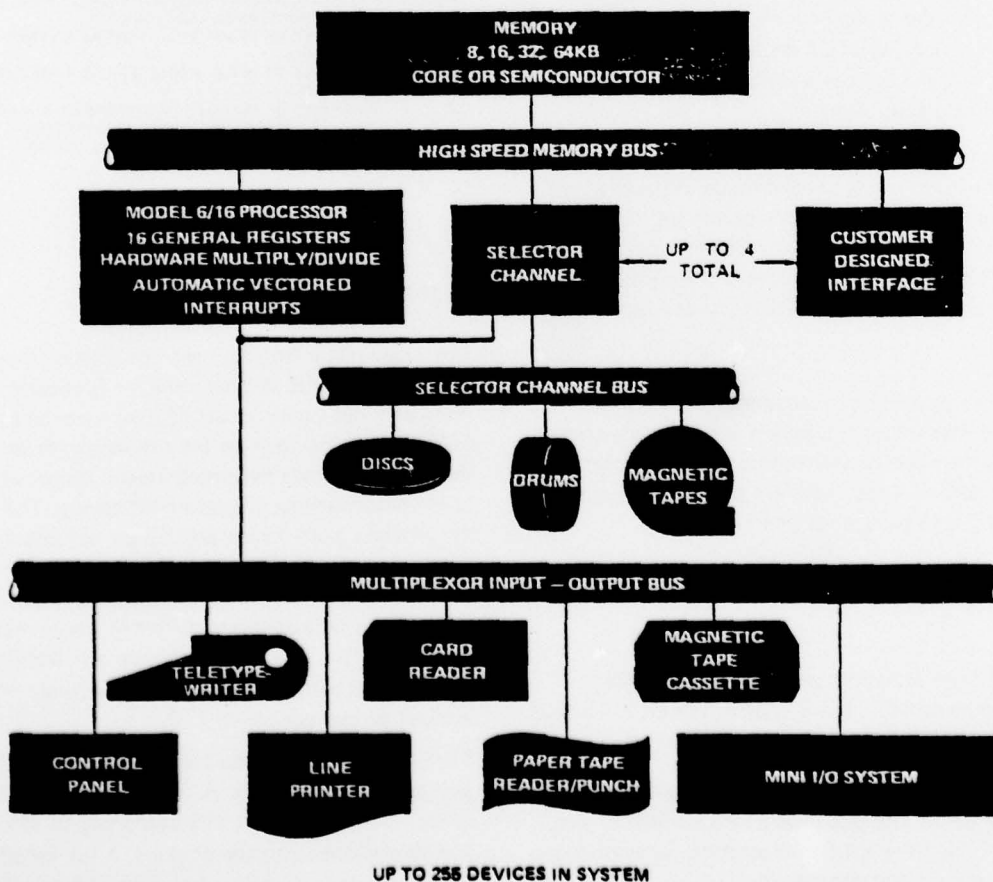 MEMORY
8, 16, 32, 64KB
CORE OR SEMICONDUCTOR
HIGH SPEED MEMORY BUS
MODEL 6/16 PROCESSOR
16 GENERAL REGISTERS
HARDWARE MULTIPLY/DIVIDE
AUTOMATIC VECTORED
INTERRUPTS
SELECTOR
CHANNEL
UP TO 4
TOTAL
CUSTOMER
DESIGNED
INTERFACE
SELECTOR CHANNEL BUS
DISCS
DRUMS
MAGNETIC
TAPES
MULTIPLEXOR INPUT – OUTPUT BUS
TELETYPE-
WRITER
CARD
READER
MAGNETIC
TAPE
CASSETTE
CONTROL
PANEL
LINE
PRINTER
PAPER TAPE
READER/PUNCH
MINI I/O SYSTEM
UP TO 256 DEVICES IN SYSTEM